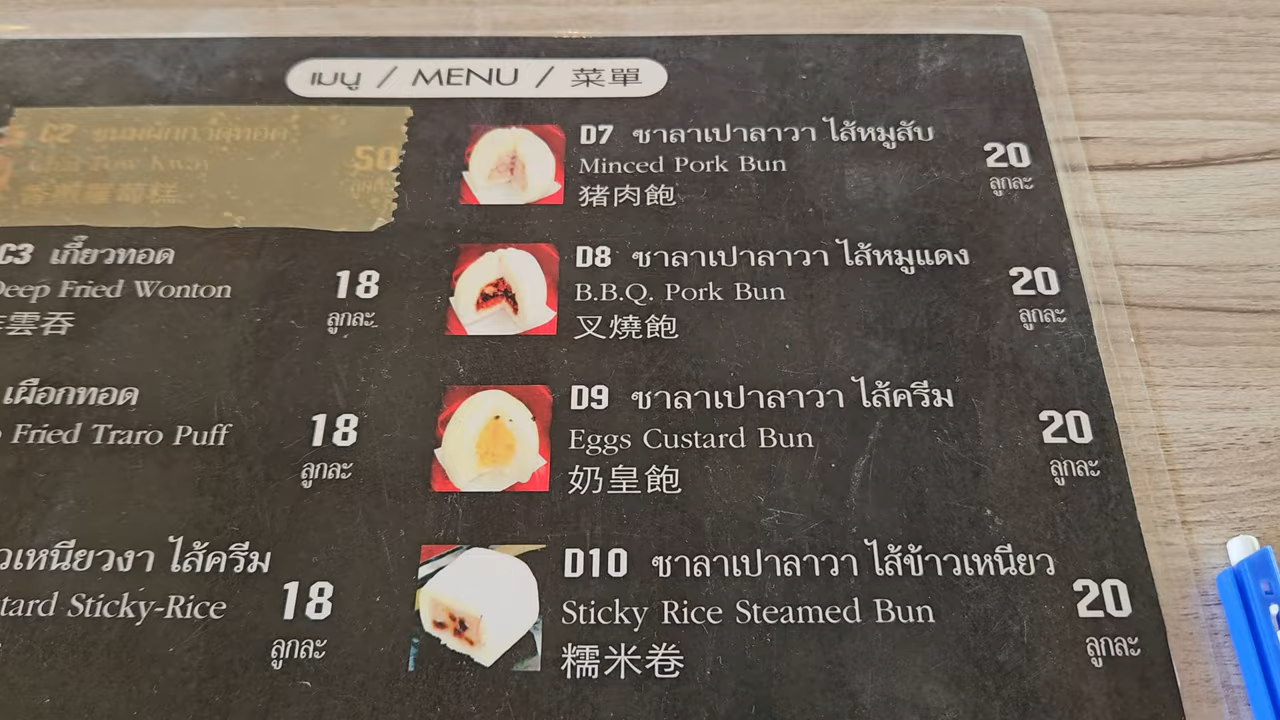 เมนู / MENU / 菜單
C2
50
C3 เกี๊ยวทอด
Deep Fried Wonton
雲吞
18
ลูกละ
เผือกทอด
Fried Traro Puff
18
ลูกละ
ไส้ครีม
Sticky-Rice
18
ลูกละ
D7 ซาลาเปาลาวา ไส้หมูสับ
Minced Pork Bun
猪肉飽
20
ลูกละ
D8 ซาลาเปาลาวา ไส้หมูแดง
B.B.Q. Pork Bun
叉燒飽
20
ลูกละ
D9 ซาลาเปาลาวา ไส้ครีม
Eggs Custard Bun
奶皇飽
20
ลูกละ
D10 ซาลาเปาลาวา ไส้ข้าวเหนียว
Sticky Rice Steamed Bun
糯米卷
20
ลูกละ